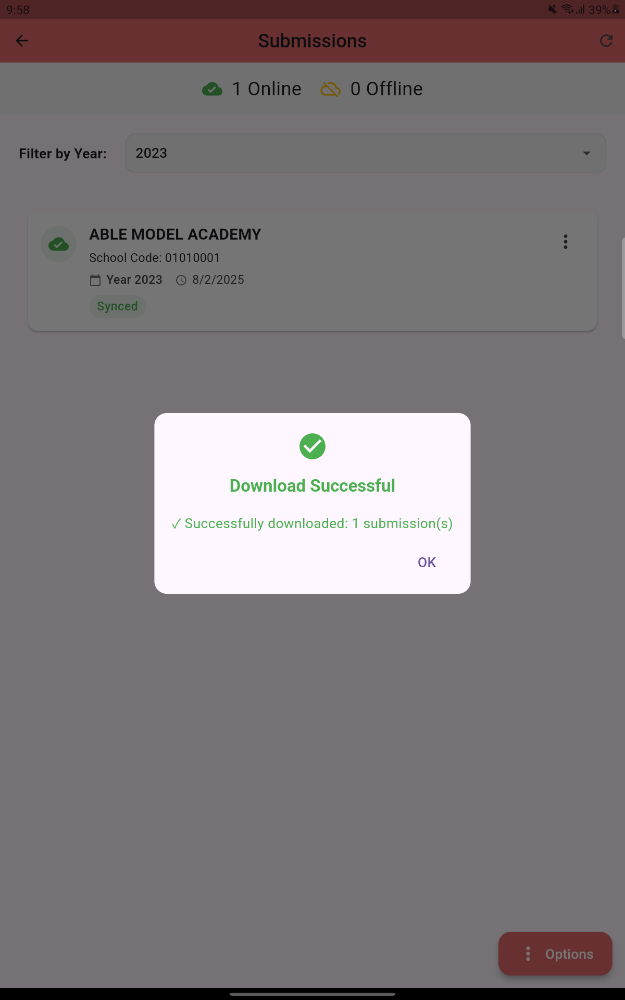 9:58
39%
Submissions
1 Online 0 Offline
Filter by Year: 2023
ABLE MODEL ACADEMY
School Code: 01010001
Year 2023 8/2/2025
Synced
Download Successful
✓ Successfully downloaded: 1 submission(s)
OK
Options